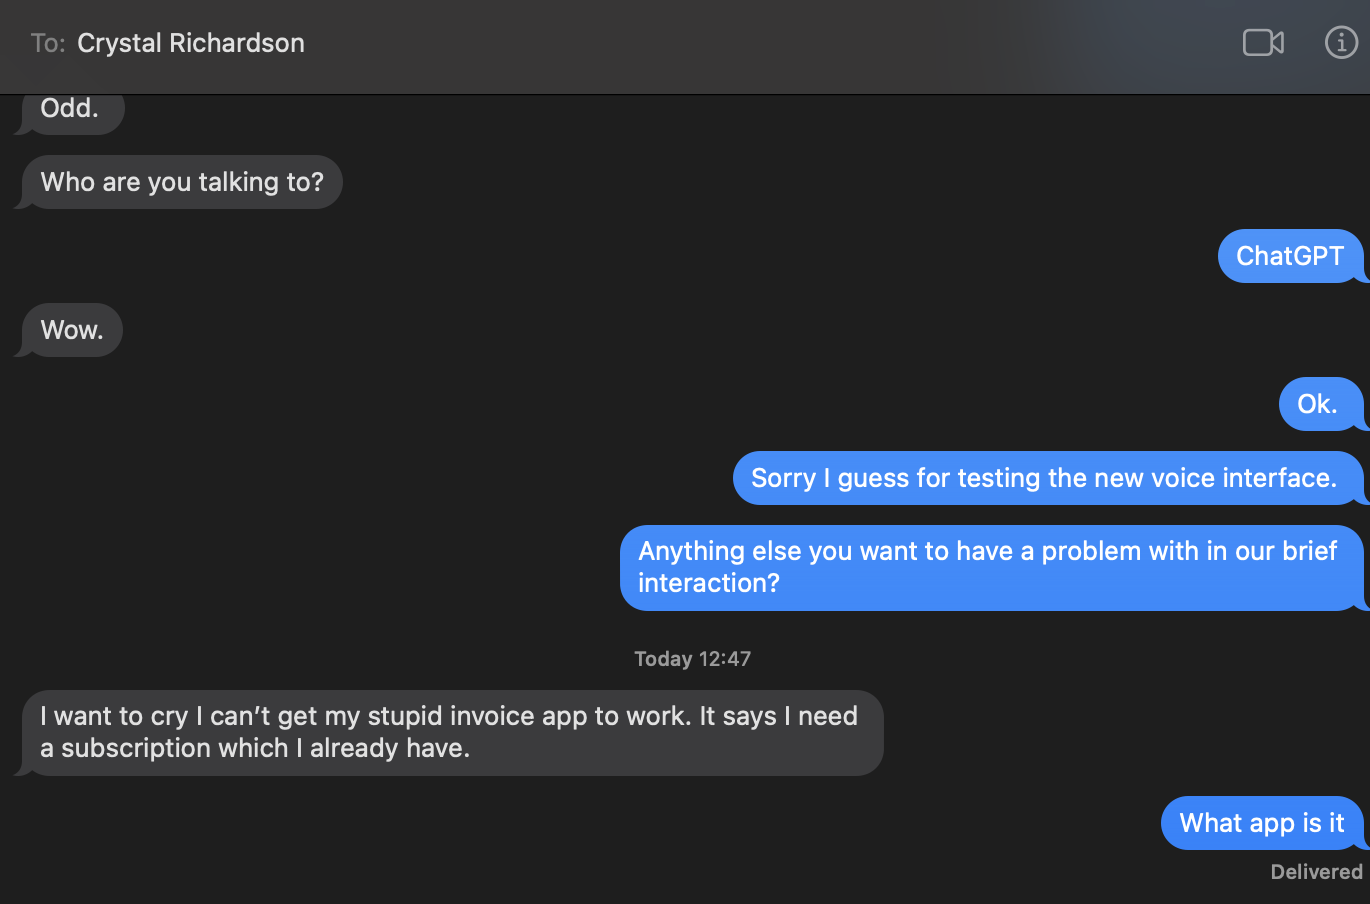 To: Crystal Richardson
Odd.
Who are you talking to?
ChatGPT
Wow.
Ok.
Sorry I guess for testing the new voice interface.
Anything else you want to have a problem with in our brief
interaction?
Today 12:47
I want to cry I can’t get my stupid invoice app to work. It says I need
a subscription which I already have.
What app is it
Delivered